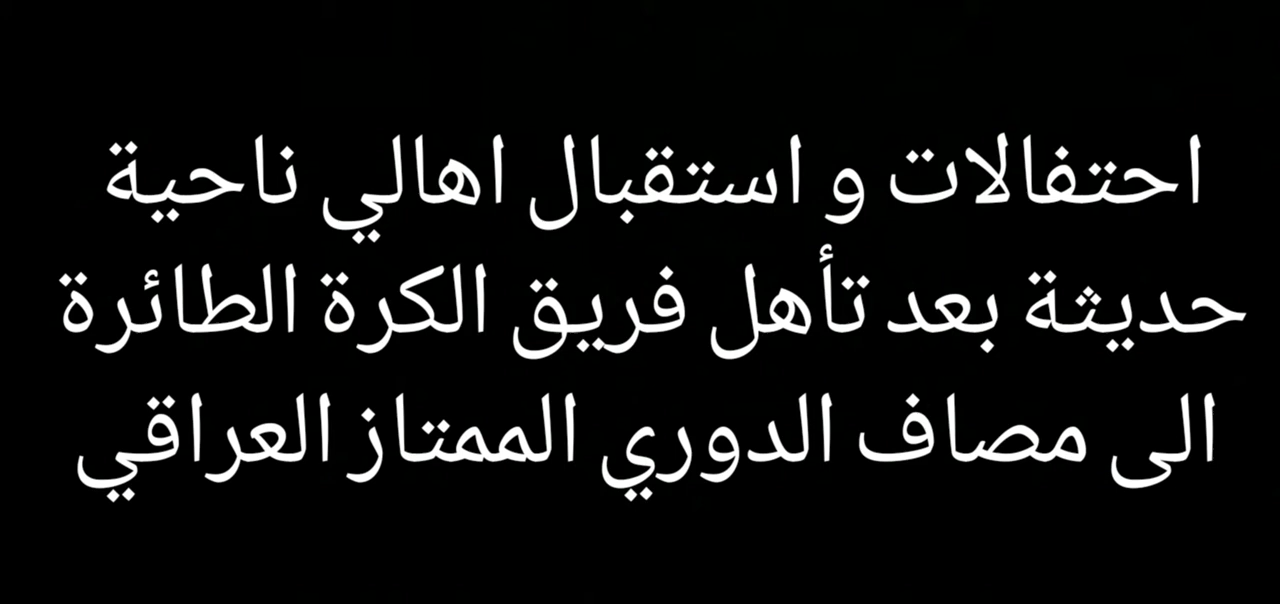 احتفالات و استقبال اهالي ناحية
حديثة بعد تأهل فريق الكرة الطائرة
الى مصاف الدوري الممتاز العراقي